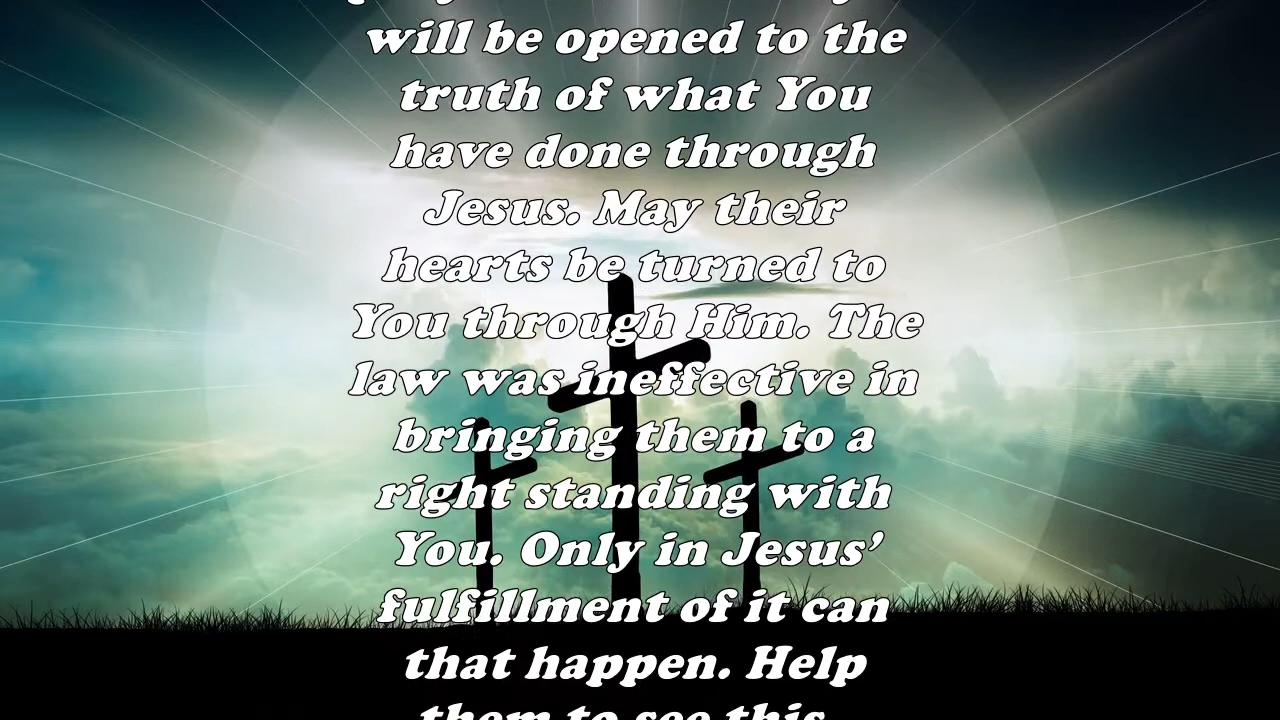 will be opened to the
truth of what You
have done through
Jesus. May their
hearts be turned to
You through Him. The
law was ineffective in
bringing them to a
right standing with
You. Only in Jesus’
fulfillment of it can
that happen. Help
them to see this